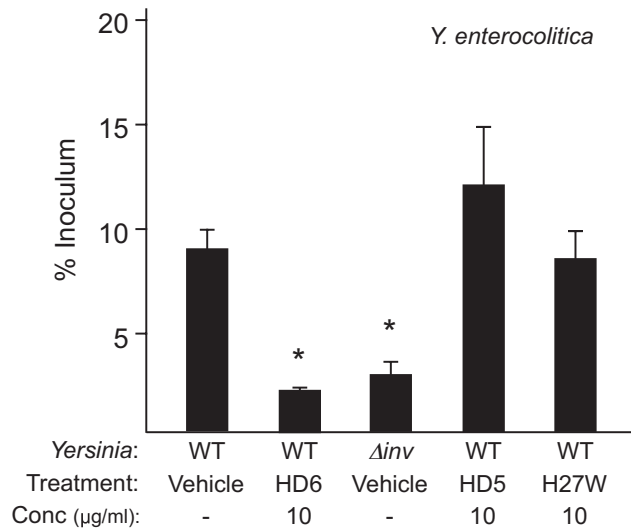 20
Y. enterocolitica
15
10
5
% Inoculum
* *
Yersinia: WT WT Δinv WT WT
Treatment: Vehicle HD6 Vehicle HD5 H27W
Conc (µg/ml): - 10 - 10 10